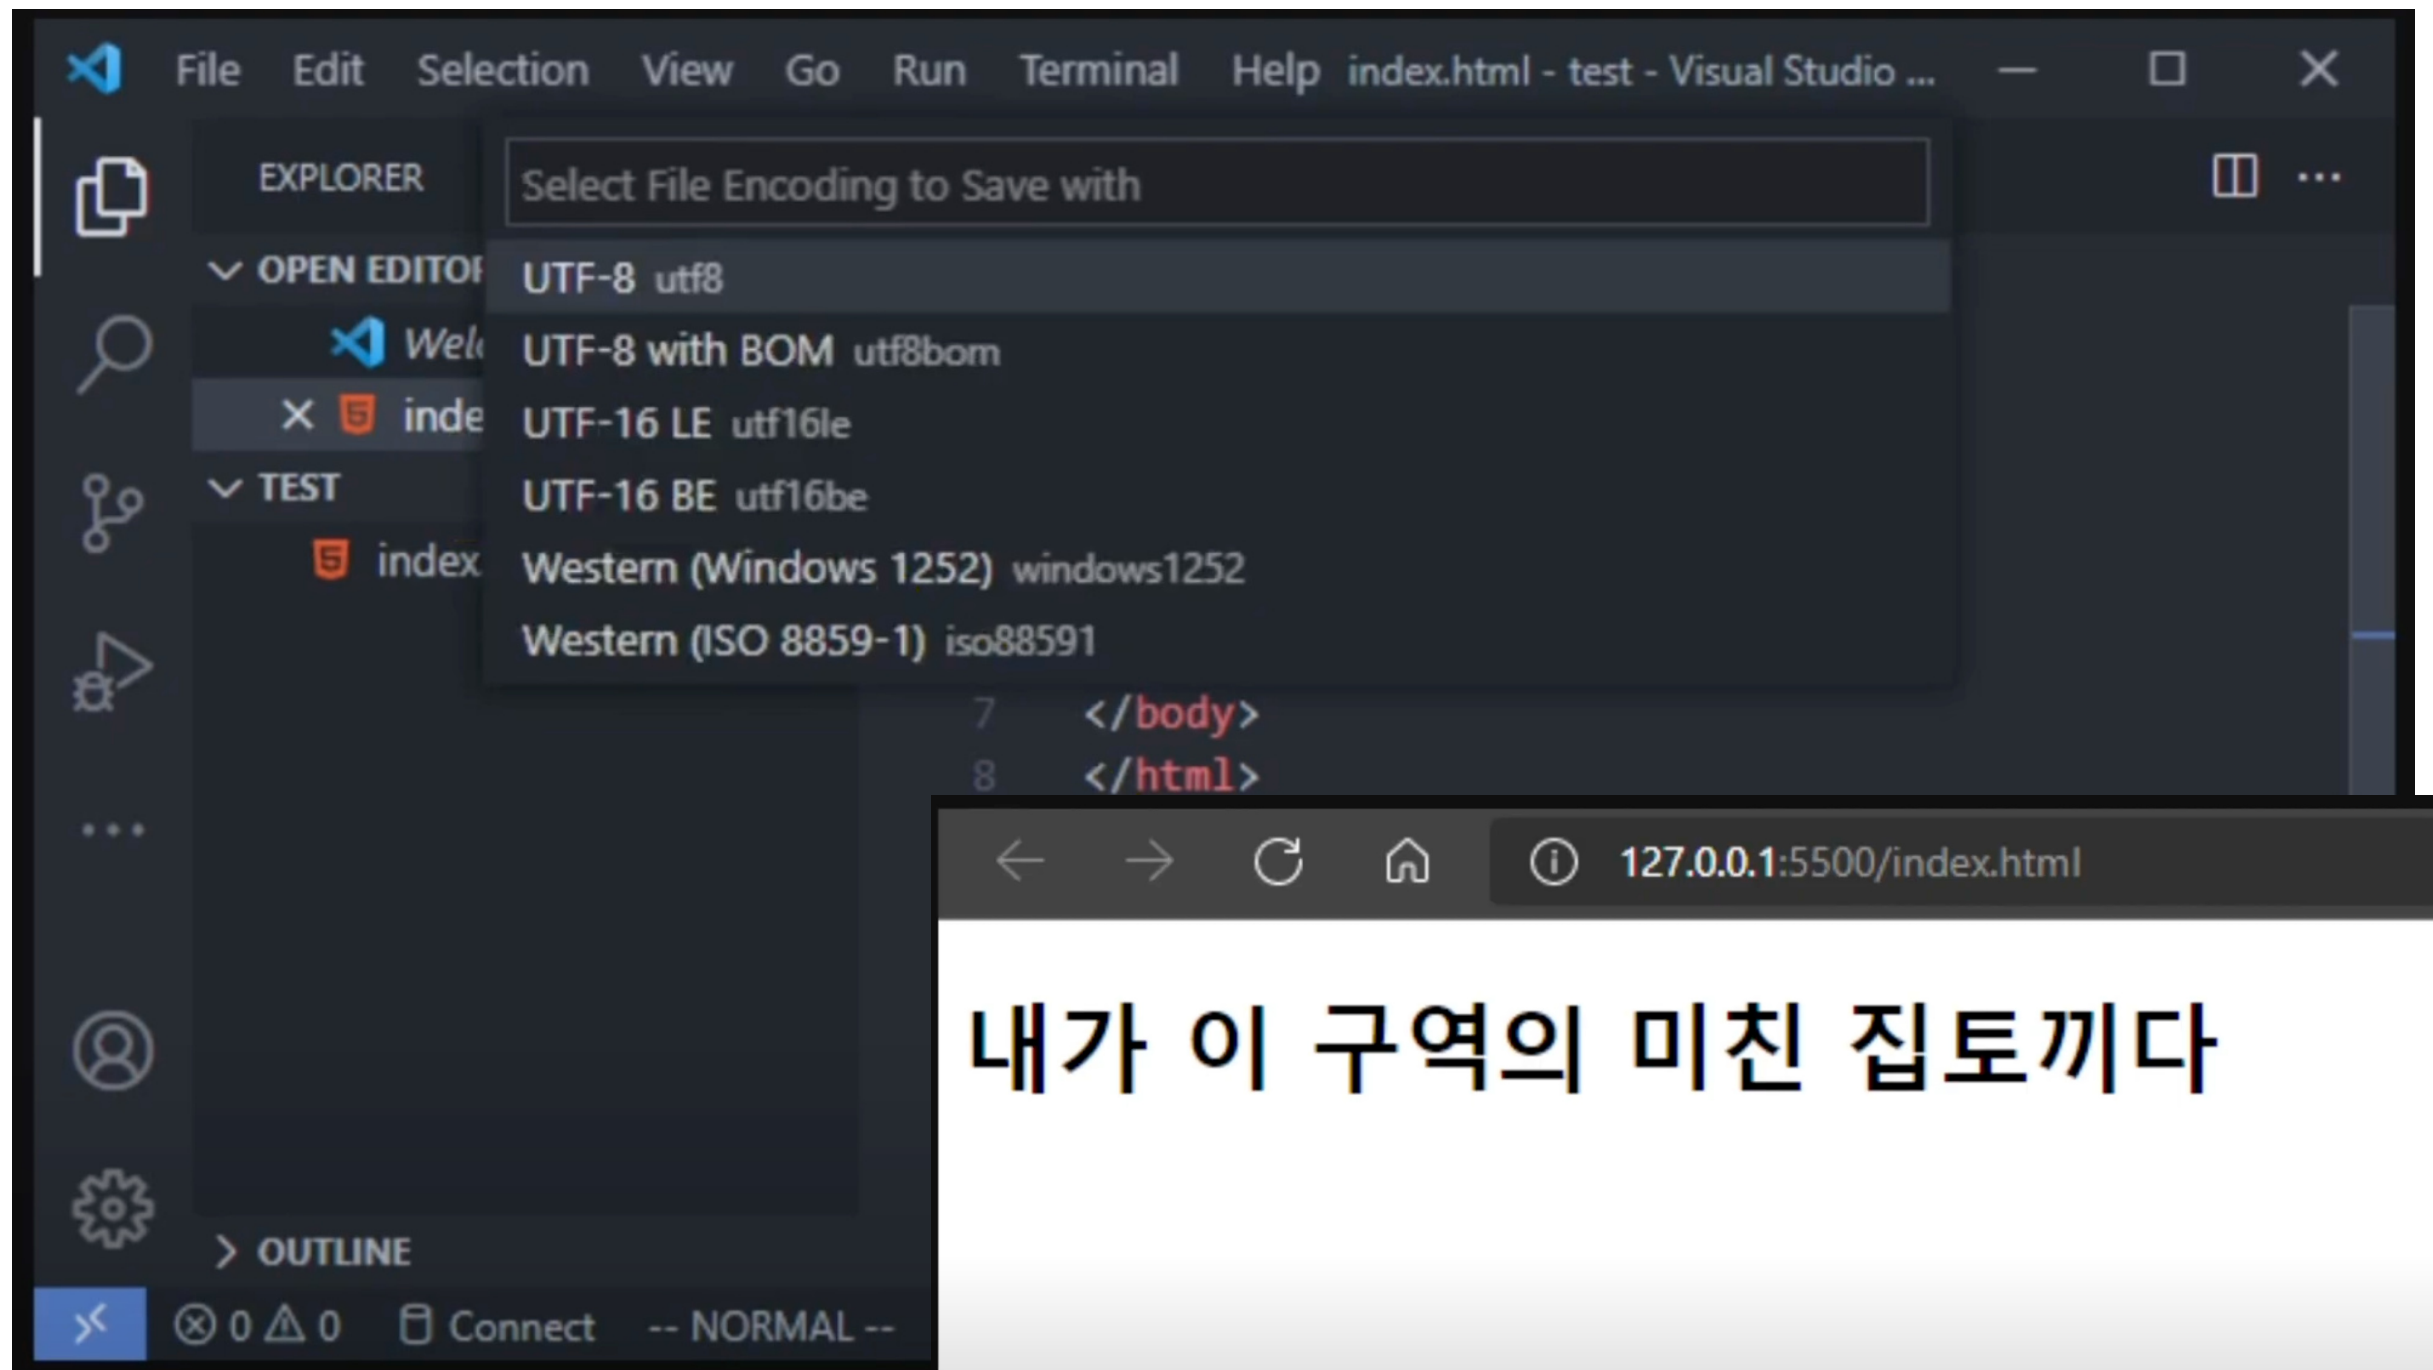 File Edit Selection View Go Run Terminal Help index.html - test - Visual Studio ...
EXPLORER
Select File Encoding to Save with
OPEN EDITOR
UTF-8 utf8
Welc
UTF-8 with BOM utf8bom
inde
UTF-16 LE utf16le
TEST
UTF-16 BE utf16be
index.
Western (Windows 1252) windows1252
Western (ISO 8859-1) iso88591
7 </body>
8 </html>
127.0.0.1:5500/index.html
내가 이 구역의 미친 집토끼다
OUTLINE
0 0 Connect -- NORMAL --